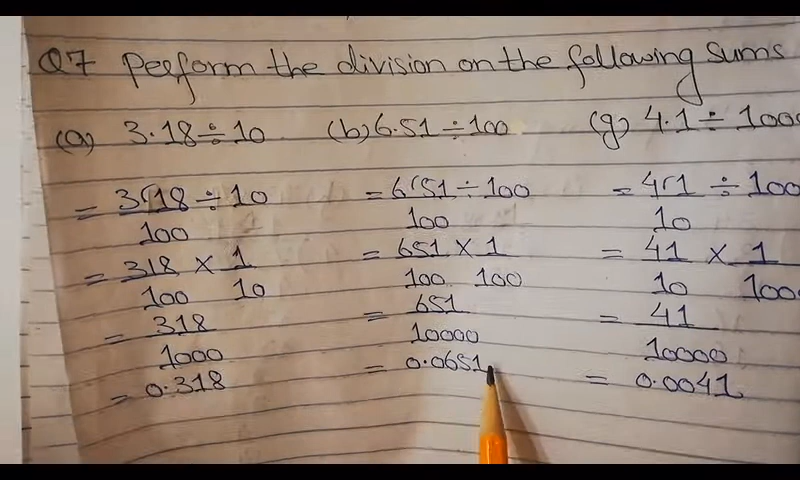 Q7 Perform the division on the following sums
(a) 3.18÷10 (b) 6.51÷100 (g) 4.1÷1000
= 318/100 ÷ 10 = 651/100 ÷ 100 = 41/10 ÷ 100
= 318/100 × 1/10 = 651/100 × 1/100 = 41/10 × 1/100
= 318/1000 = 651/10000 = 41/10000
= 0.318 = 0.0651 = 0.0041